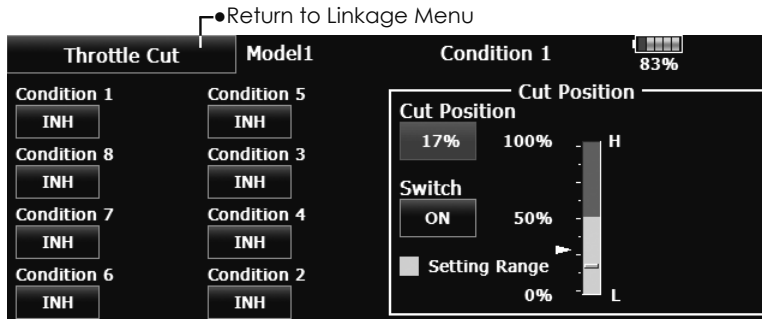 ●Return to Linkage Menu
Throttle Cut Model1 Condition 1 83%
Condition 1 Condition 5
INH INH
Condition 8 Condition 3
INH INH
Condition 7 Condition 4
INH INH
Condition 6 Condition 2
INH INH
Cut Position
Cut Position
17% 100% H
Switch
ON 50%
Setting Range
0% L